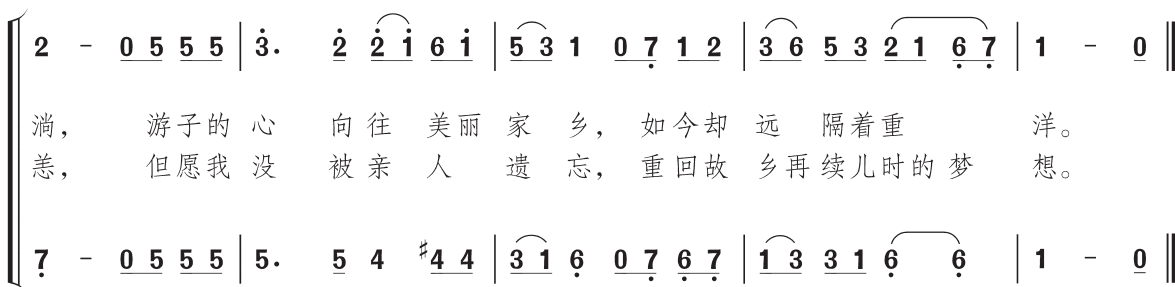 2 - 0 5 5 5 3. 2 2 1 6 1 5 3 1 0 7 1 2 3 6 5 3 2 1 6 7 1 - 0
淌， 游子的 心 向往 美丽 家 乡，如今却 远 隔着重 洋。
恙， 但愿我 没 被亲 人 遗 忘，重回故 乡再续儿时的梦 想。
7 - 0 5 5 5 5. 5 4 #4 4 3 1 6 0 7 6 7 1 3 3 1 6 6 1 - 0